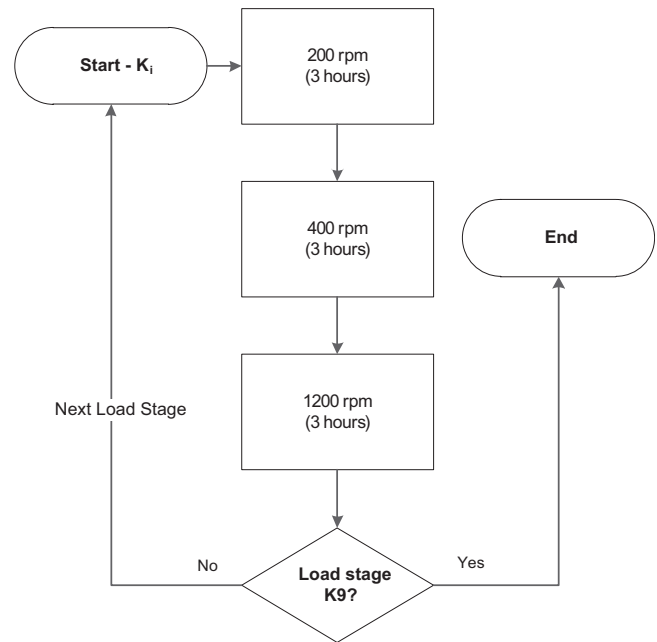 Start - Ki
200 rpm
(3 hours)
400 rpm
(3 hours)
End
1200 rpm
(3 hours)
Next Load Stage
No
Load stage
K9?
Yes